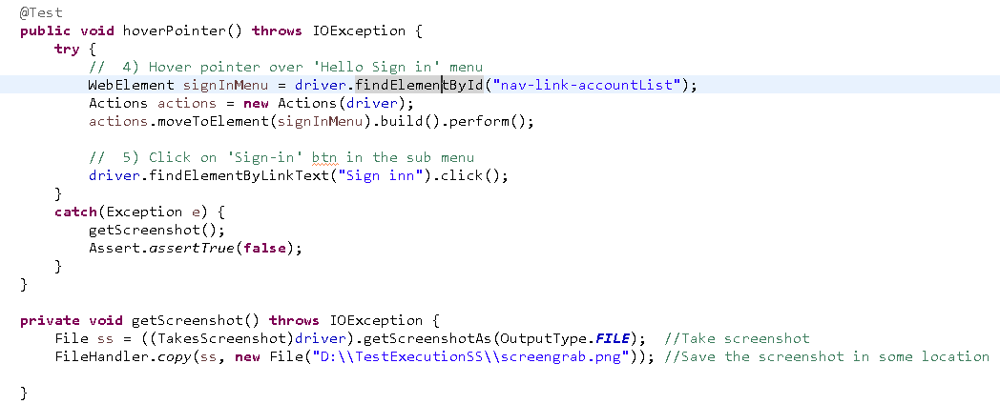 @Test
public void hoverPointer() throws IOException {
try {
// 4) Hover pointer over 'Hello Sign in' menu
WebElement signInMenu = driver.findElementById("nav-link-accountList");
Actions actions = new Actions(driver);
actions.moveToElement(signInMenu).build().perform();
// 5) Click on 'Sign-in' btn in the sub menu
driver.findElementByLinkText("Sign inn").click();
}
catch(Exception e) {
getScreenshot();
Assert.assertTrue(false);
}
}
private void getScreenshot() throws IOException {
File ss = ((TakesScreenshot)driver).getScreenshotAs(OutputType.FILE); //Take screenshot
FileHandler.copy(ss, new File("D:\\TestExecutionSS\\screengrab.png")); //Save the screenshot in some location
}